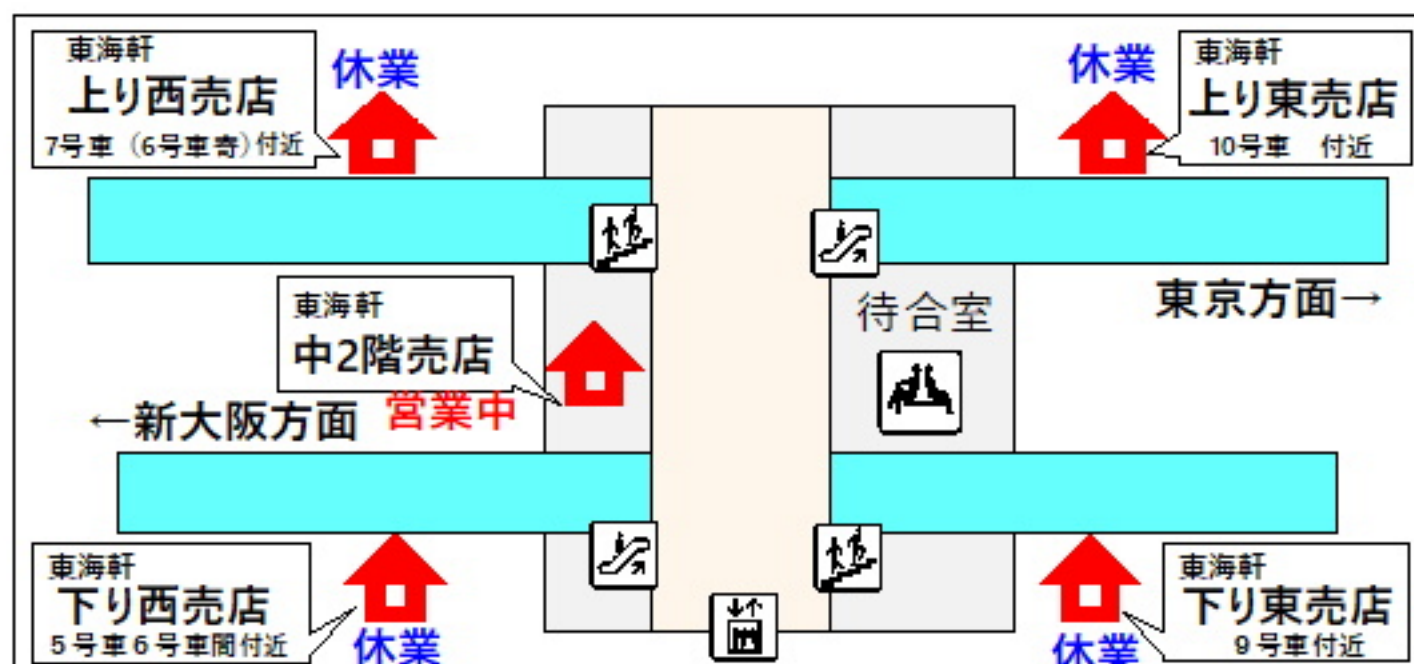 東海軒
上り西売店
7号車（6号車寄）付近
休業
休業
東海軒
上り東売店
10号車　付近
東海軒
中2階売店
営業中
待合室
東京方面→
←新大阪方面
東海軒
下り西売店
5号車6号車間付近
休業
休業
東海軒
下り東売店
9号車付近